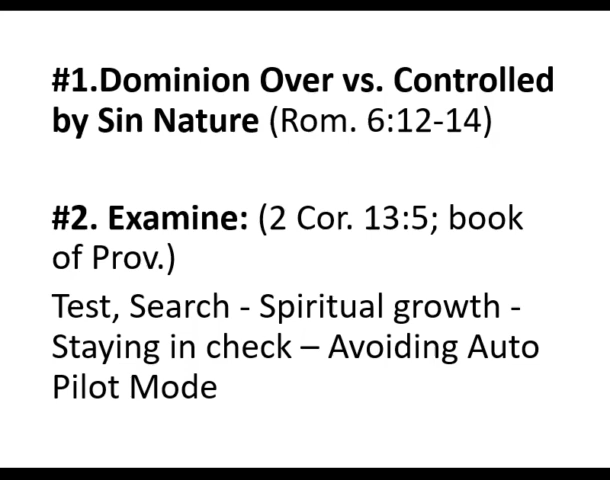 #1.Dominion Over vs. Controlled
by Sin Nature (Rom. 6:12-14)
#2. Examine: (2 Cor. 13:5; book
of Prov.)
Test, Search - Spiritual growth -
Staying in check – Avoiding Auto
Pilot Mode